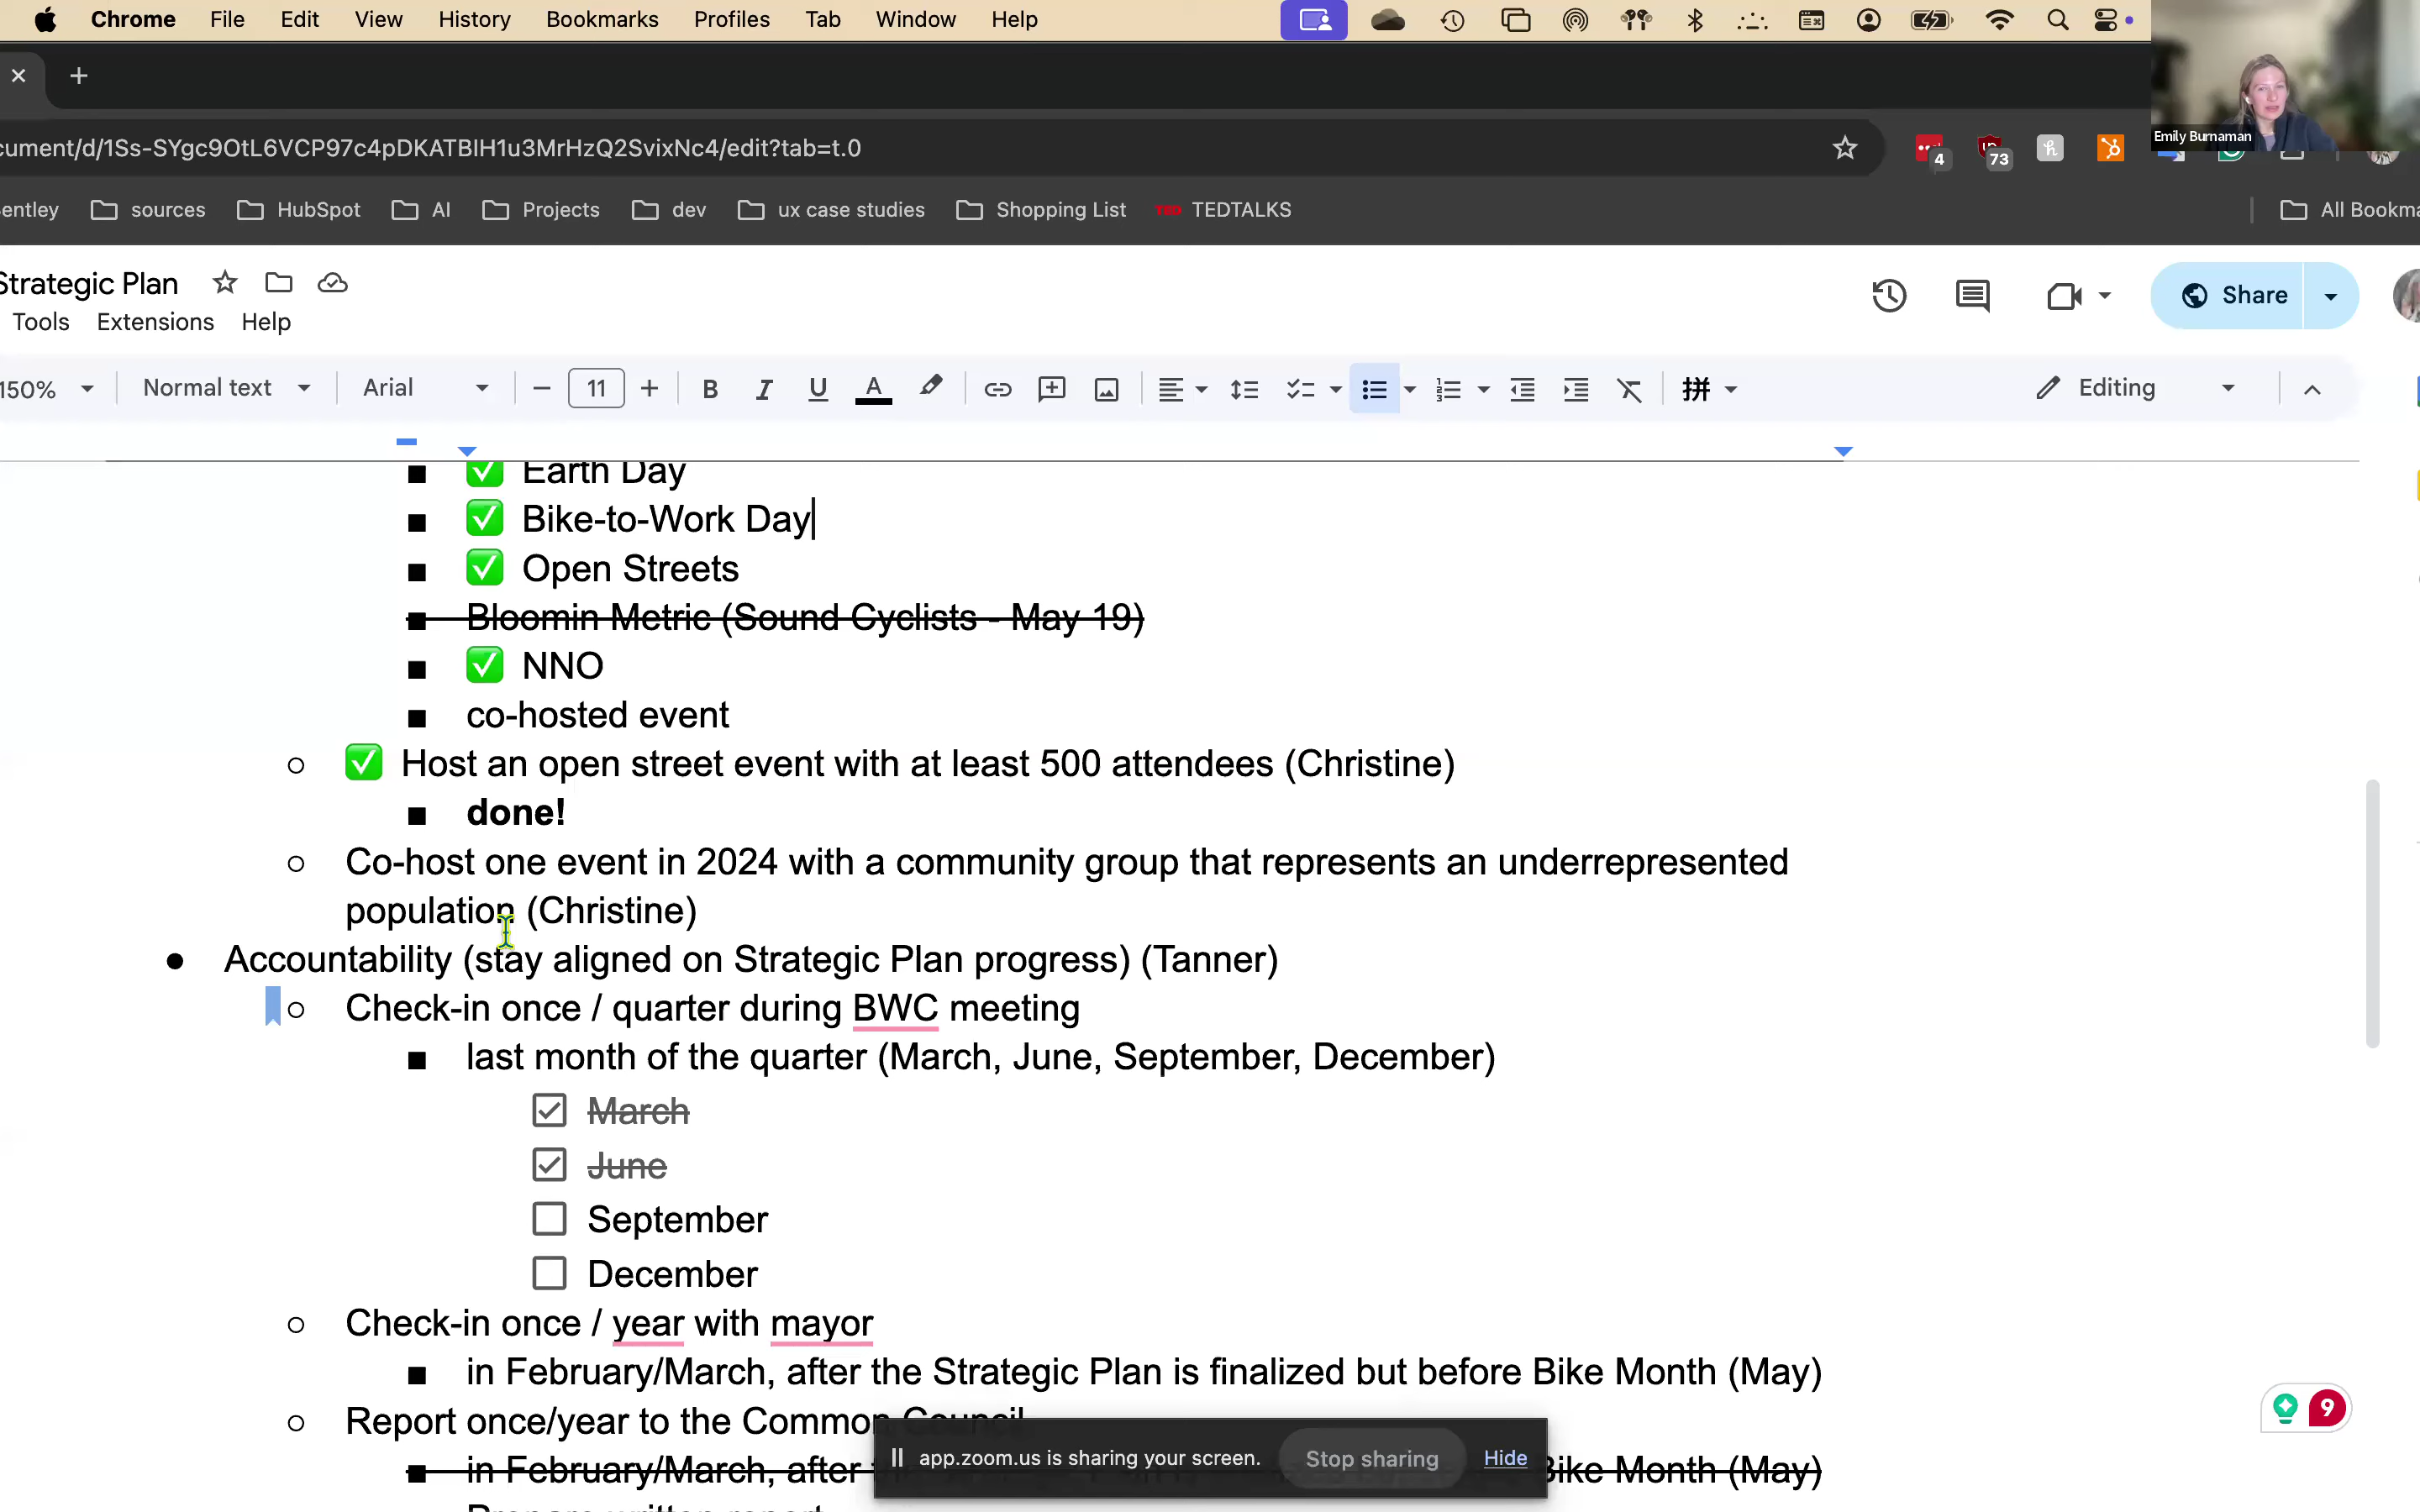 Chrome File Edit View History Bookmarks Profiles Tab Window Help
Emily Burnaman
cument/d/1Ss-SYgc9OtL6VCP97c4pDKATBIH1u3MrHzQ2SvixNc4/edit?tab=t.0
4 73
entley sources HubSpot AI Projects dev ux case studies Shopping List TED TEDTALKS All Bookma
Strategic Plan
Share
Tools Extensions Help
150% Normal text Arial 11 B I U A 拼 Editing
Earth Day
Bike-to-Work Day
Open Streets
Bloomin Metric (Sound Cyclists - May 19)
NNO
co-hosted event
Host an open street event with at least 500 attendees (Christine)
done!
Co-host one event in 2024 with a community group that represents an underrepresented
population (Christine)
Accountability (stay aligned on Strategic Plan progress) (Tanner)
Check-in once / quarter during BWC meeting
last month of the quarter (March, June, September, December)
March
June
September
December
Check-in once / year with mayor
in February/March, after the Strategic Plan is finalized but before Bike Month (May)
9
Report once/year to the Common Council
app.zoom.us is sharing your screen. Stop sharing Hide
in February/March, after Bike Month (May)
Prepare written report